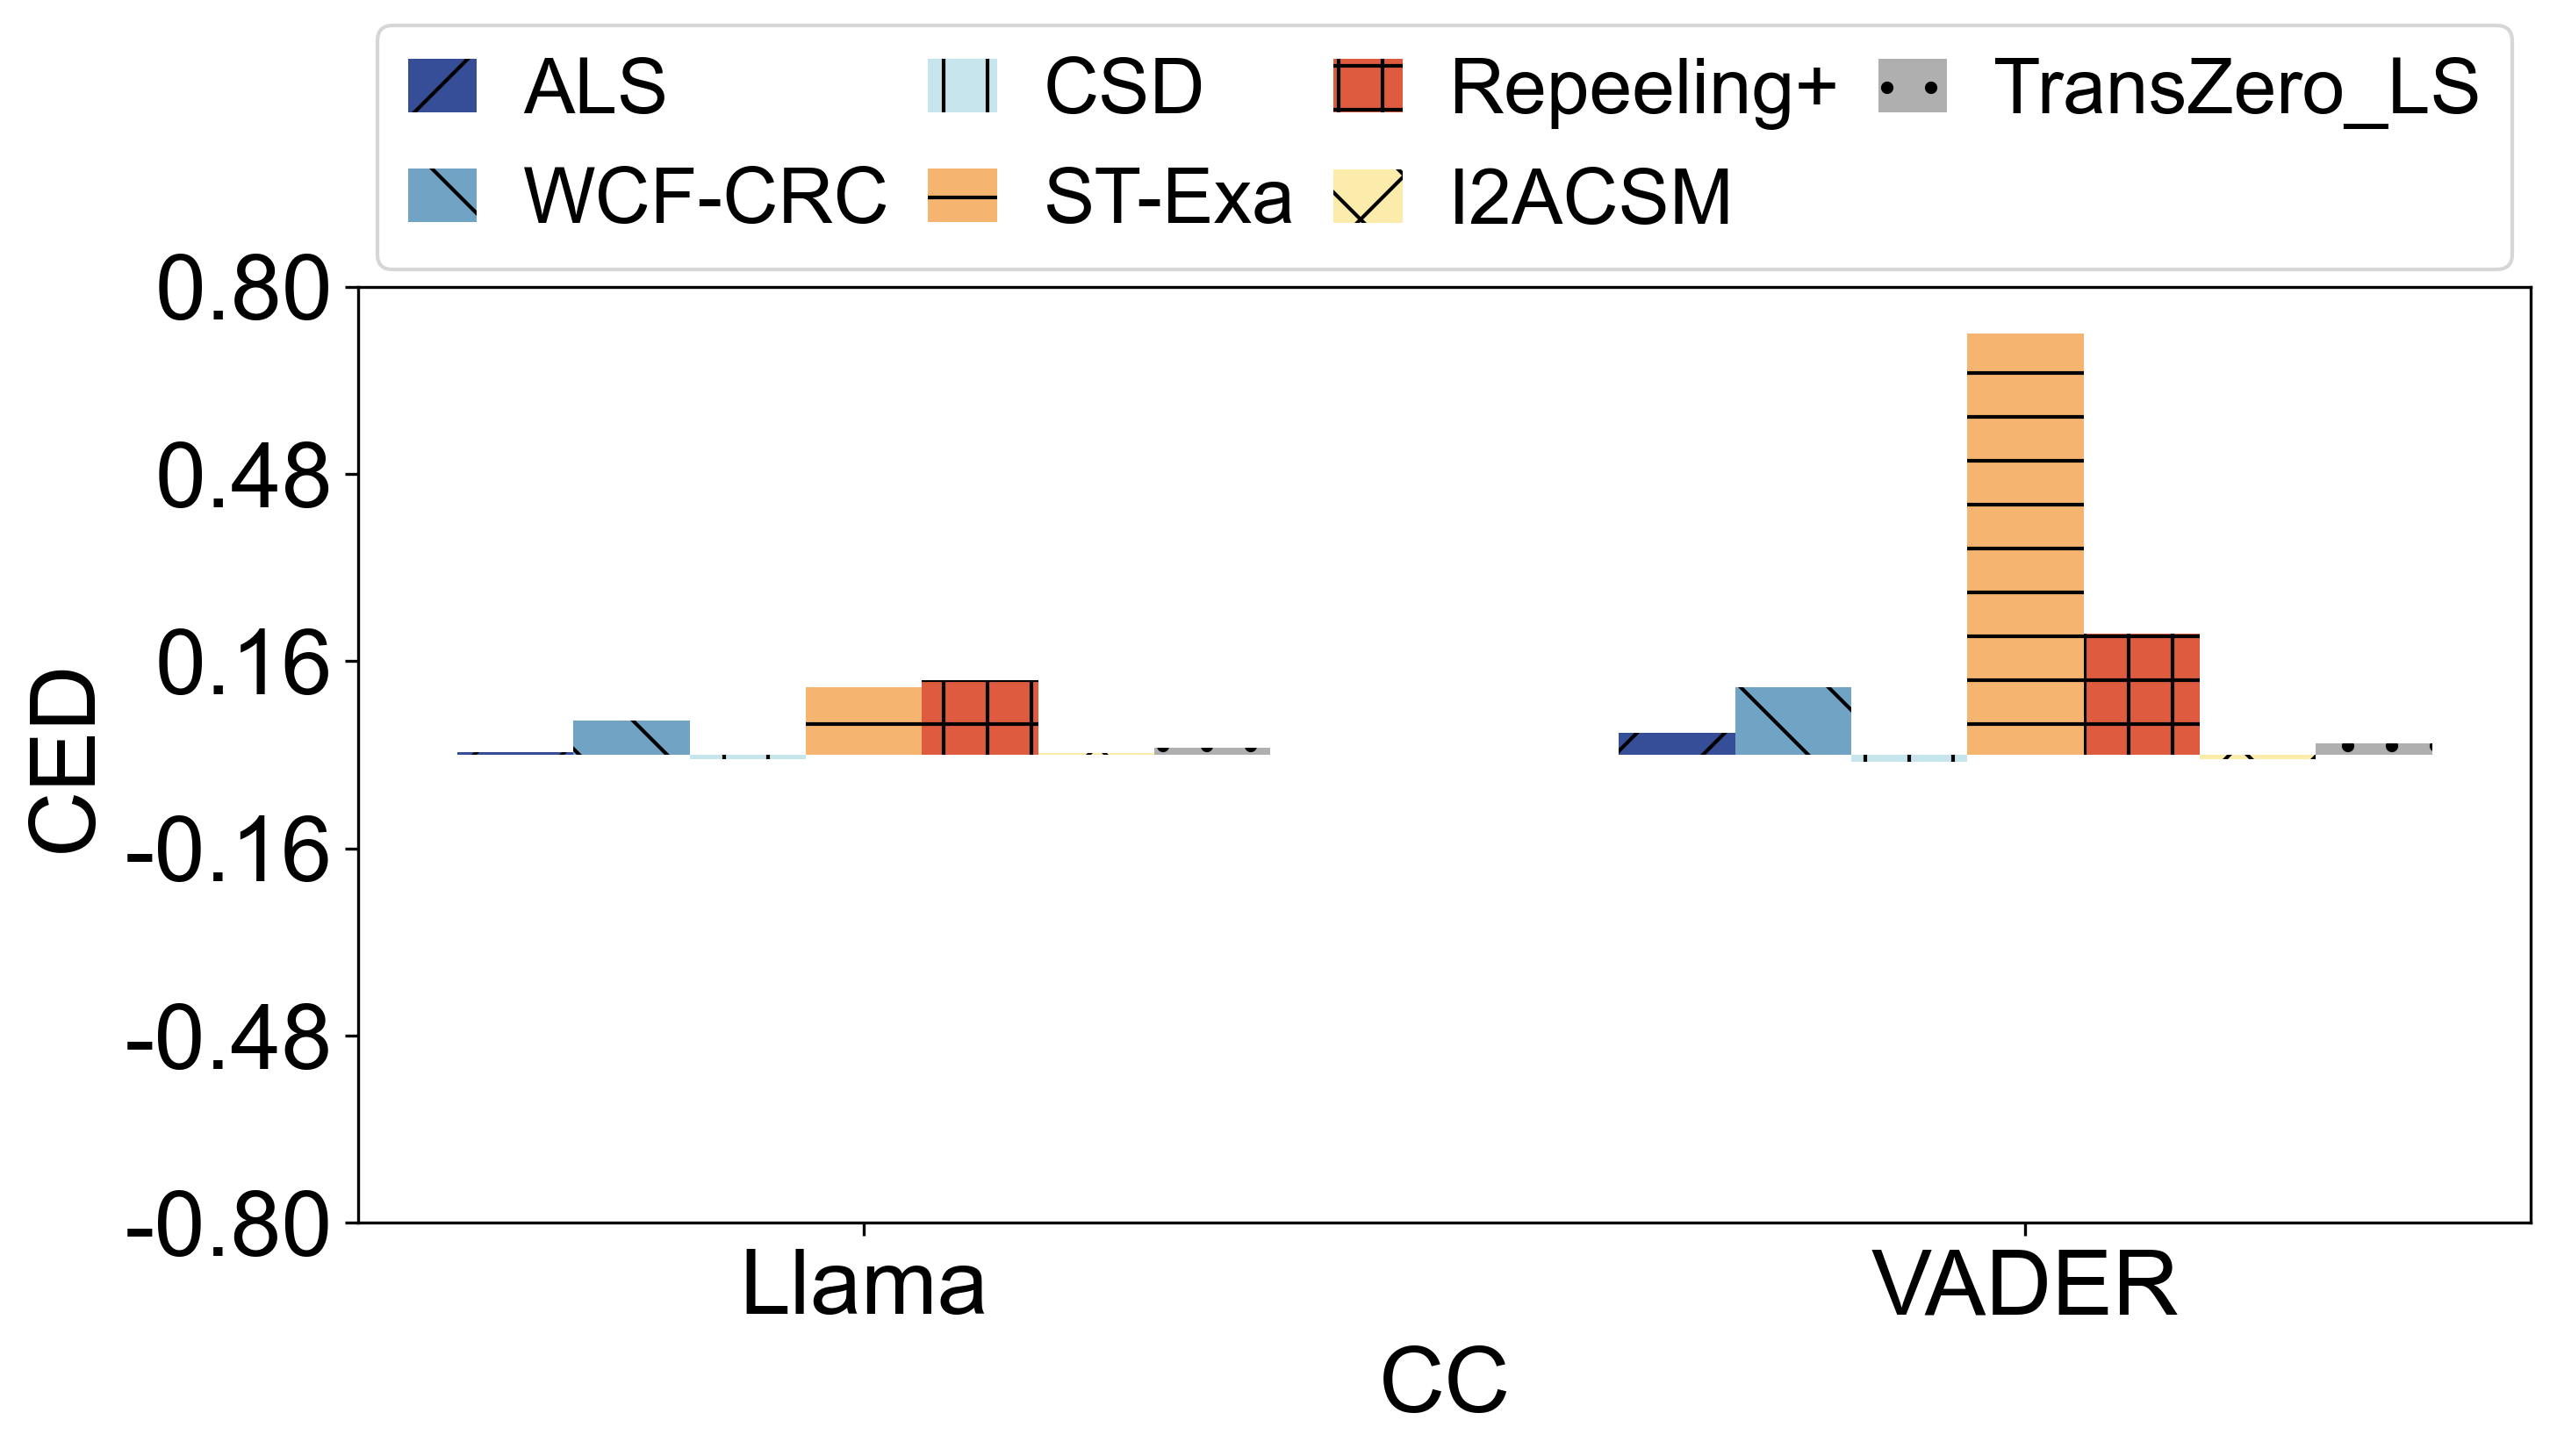 ALS CSD Repeeling+ TransZero_LS
WCF-CRC ST-Exa I2ACSM
0.80
0.48
0.16
-0.16
-0.48
-0.80
CED
Llama VADER
CC